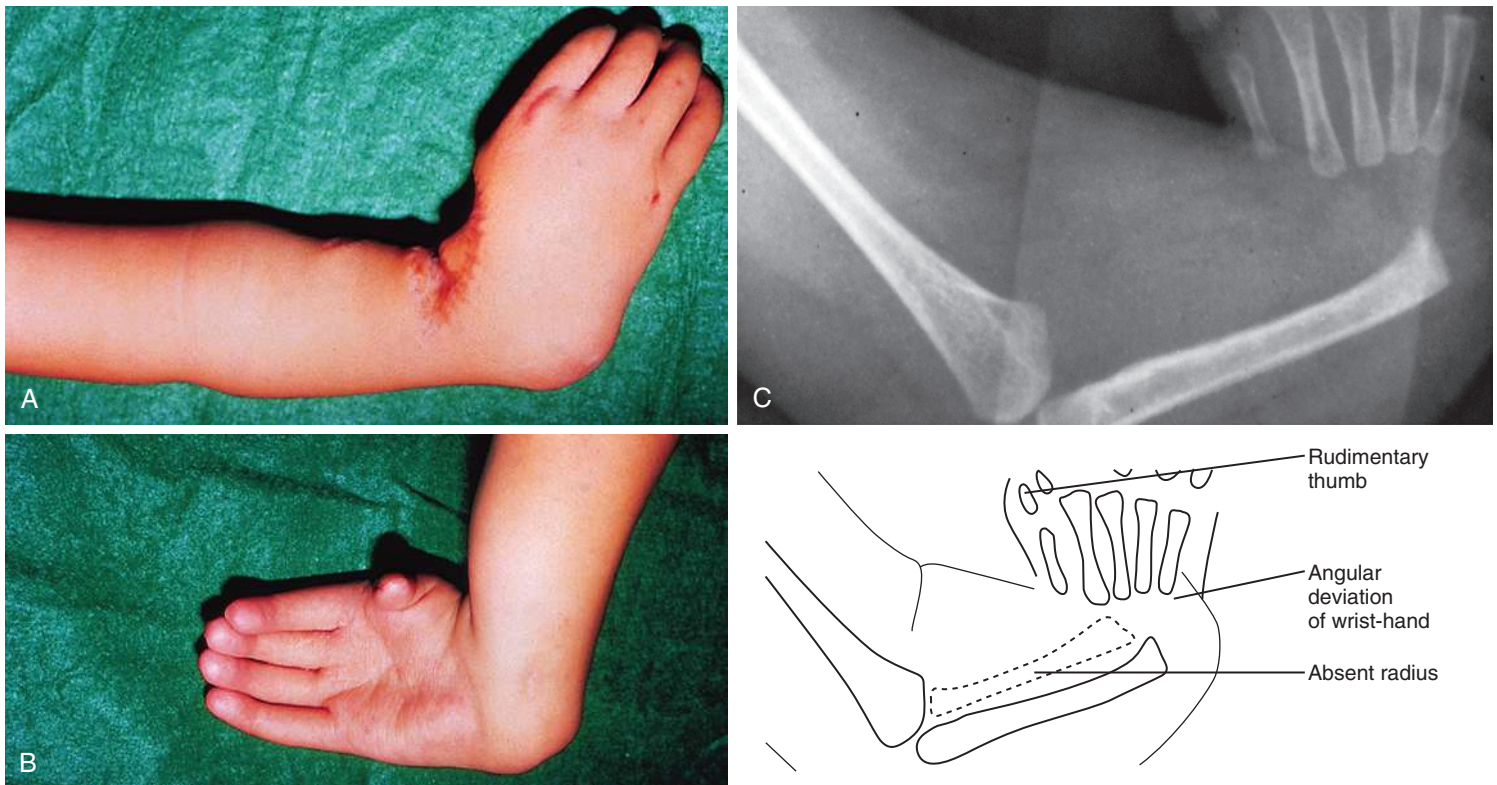 A
B
C
Rudimentary
thumb
Angular
deviation
of wrist-hand
Absent radius